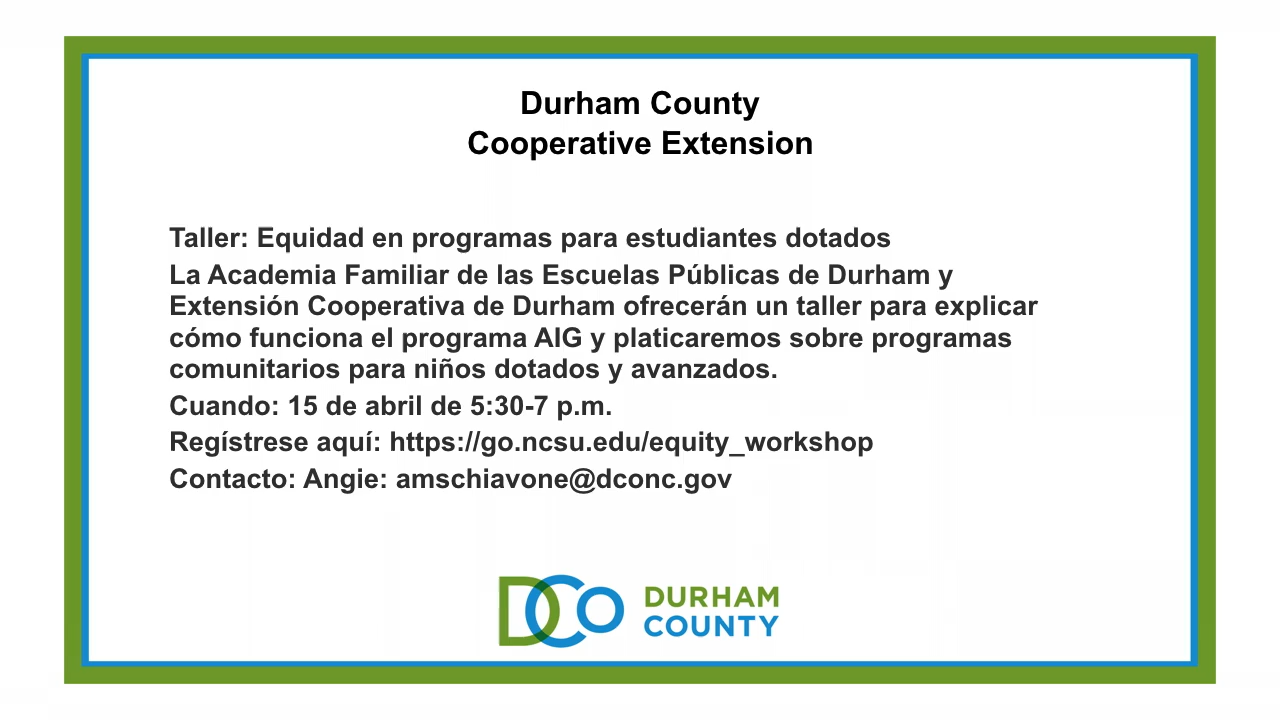 Durham County
Cooperative Extension
Taller: Equidad en programas para estudiantes dotados
La Academia Familiar de las Escuelas Públicas de Durham y
Extensión Cooperativa de Durham ofrecerán un taller para explicar
cómo funciona el programa AIG y platicaremos sobre programas
comunitarios para niños dotados y avanzados.
Cuando: 15 de abril de 5:30-7 p.m.
Regístrese aquí: https://go.ncsu.edu/equity_workshop
Contacto: Angie: amschiavone@dconc.gov
DCO DURHAM
COUNTY